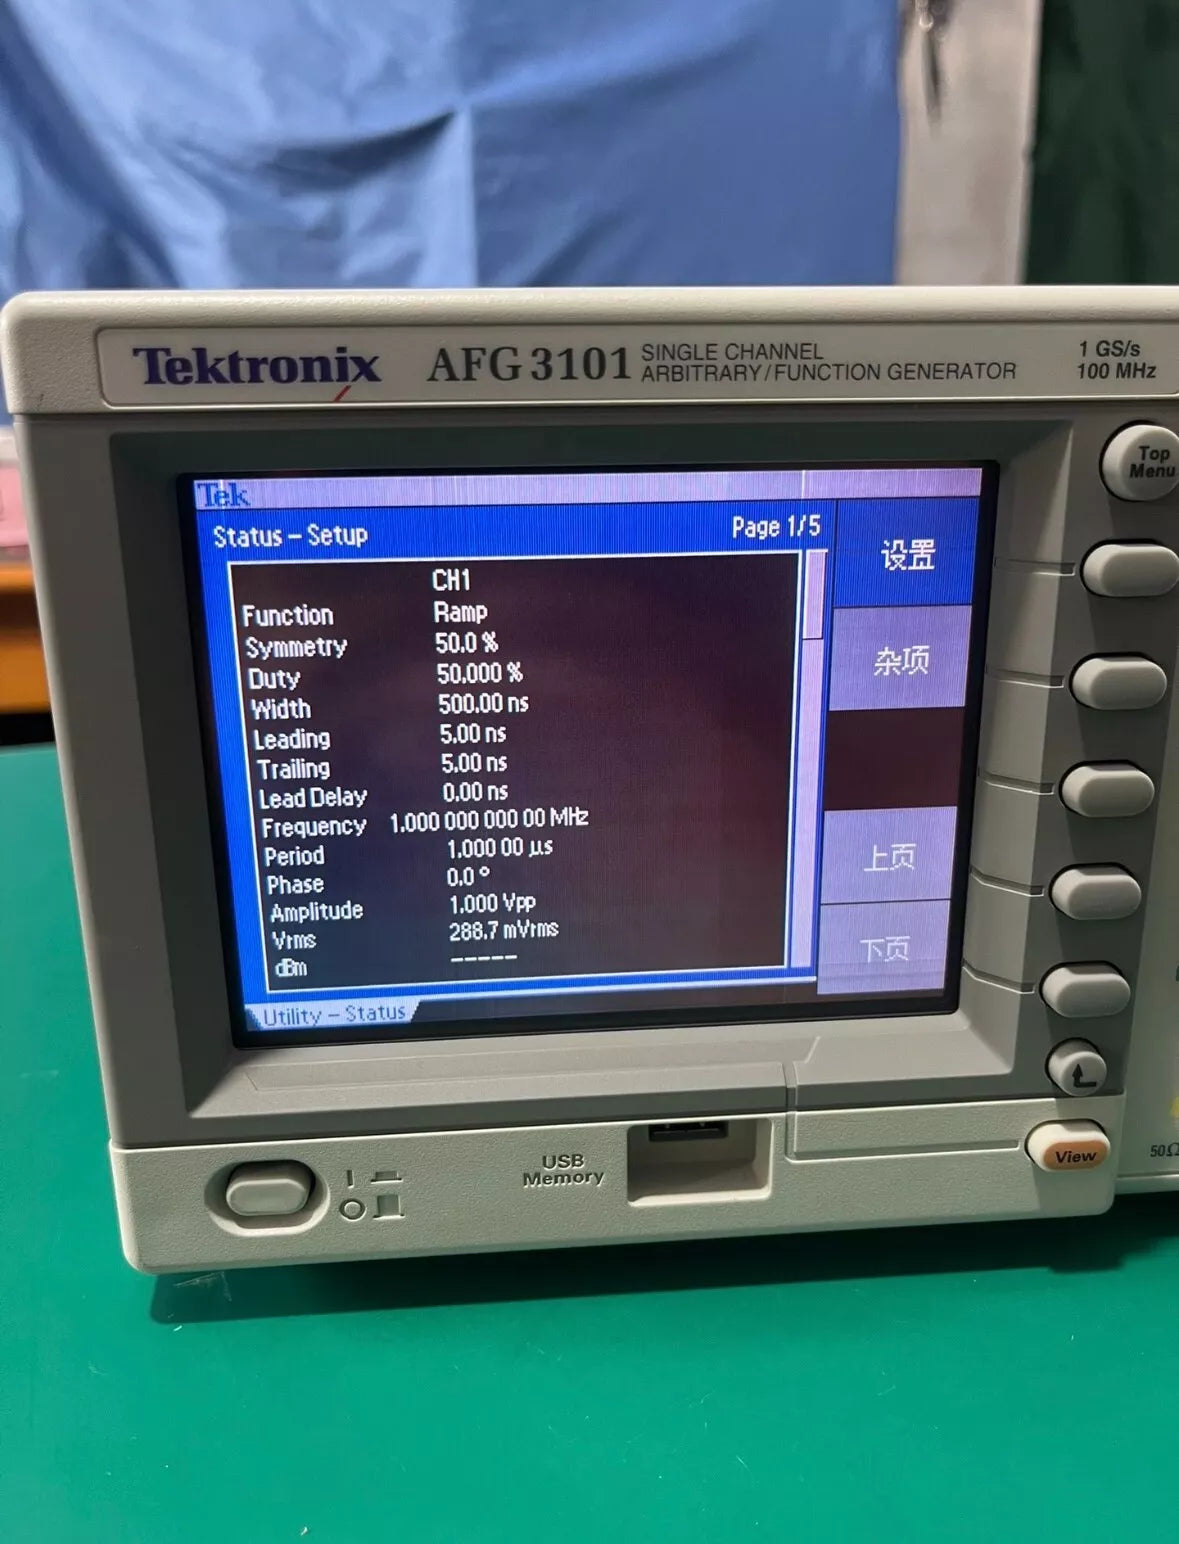 Tektronix AFG 3101 SINGLE CHANNEL ARBITRARY/FUNCTION GENERATOR
1 GS/s
100 MHz
Top
Menu
Tek
Status – Setup
Page 1/5
CH1
Function Ramp
Symmetry 50.0 %
Duty 50.000 %
Width 500.00 ns
Leading 5.00 ns
Trailing 5.00 ns
Lead Delay 0.00 ns
Frequency 1.000 000 000 00 MHz
Period 1.000 00 µs
Phase 0.0 °
Amplitude 1.000 Vpp
Vrms 288.7 mVrms
dBm -----
设置
杂项
上页
下页
Utility – Status
USB
Memory
View
50Ω